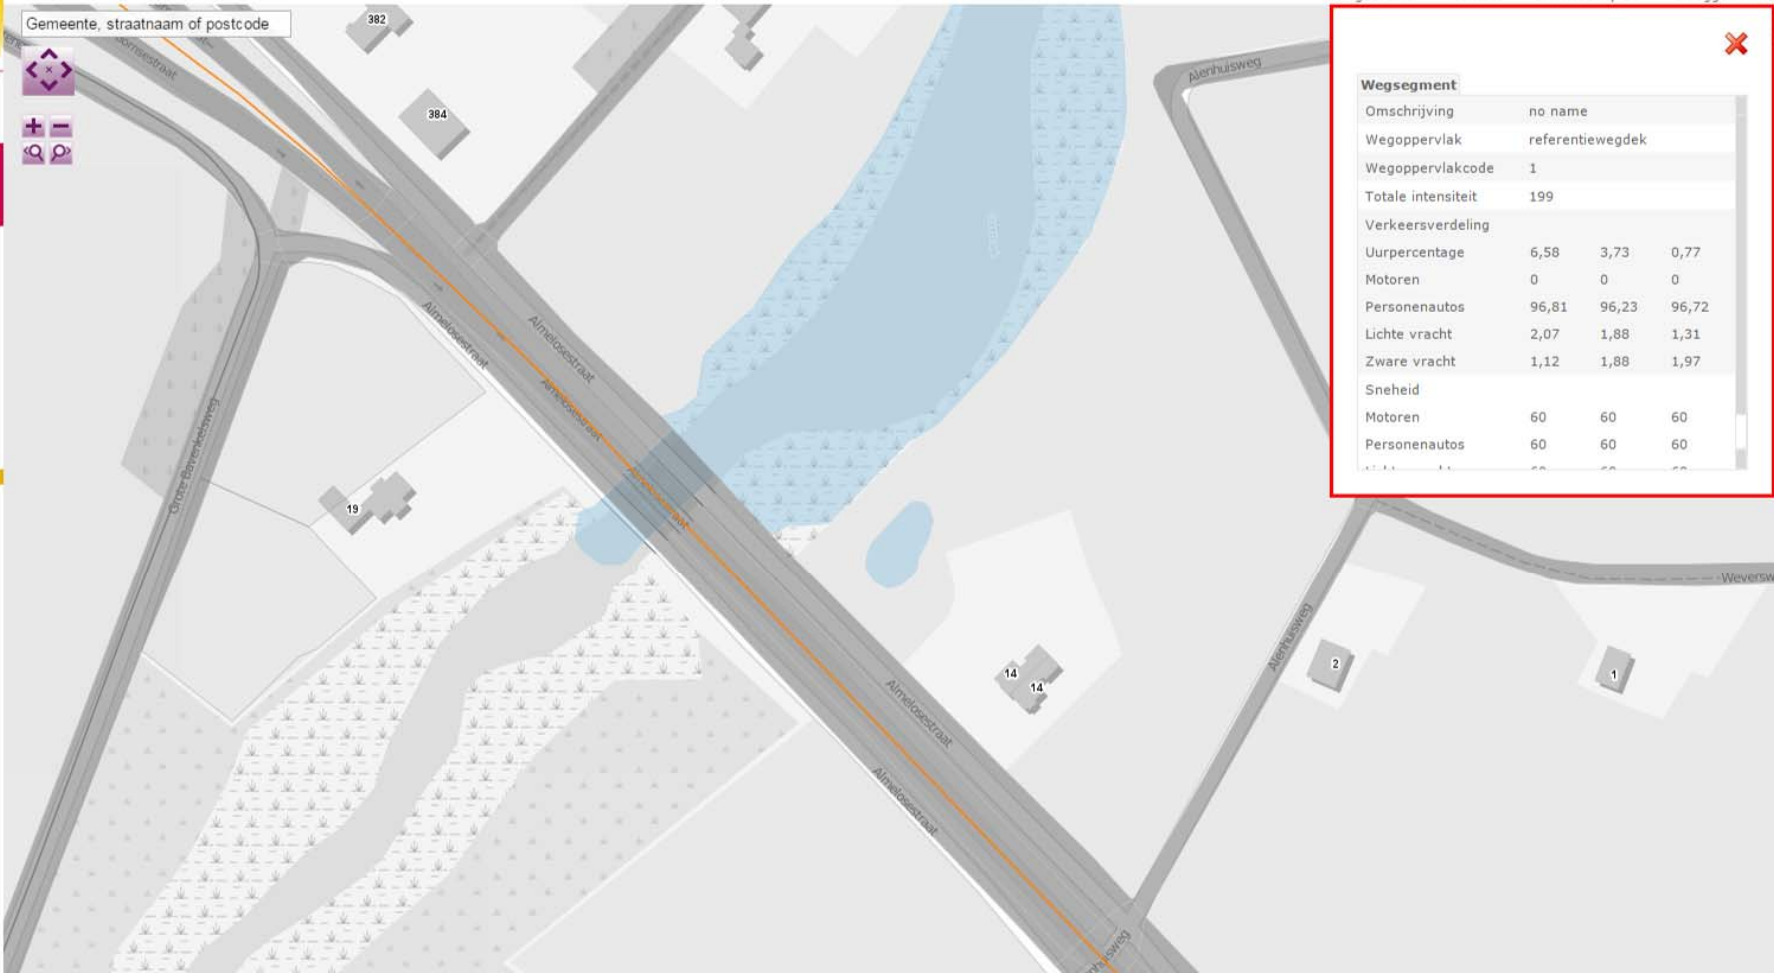 Gemeente, straatnaam of postcode
382
384
Alenhuisweg
Almelosestraat
Almelosestraat
Almelosestraat
Almelosestraat
Grote Bavenkelsweg
19
14
14
Almelosestraat
Almelosestraat
Alenhuisweg
2
1
Weversw
Wegsegment
Omschrijving no name
Wegoppervlak referentiewegdek
Wegoppervlakcode 1
Totale intensiteit 199
Verkeersverdeling
Uurpercentage 6,58 3,73 0,77
Motoren 0 0 0
Personenautos 96,81 96,23 96,72
Lichte vracht 2,07 1,88 1,31
Zware vracht 1,12 1,88 1,97
Sneheid
Motoren 60 60 60
Personenautos 60 60 60